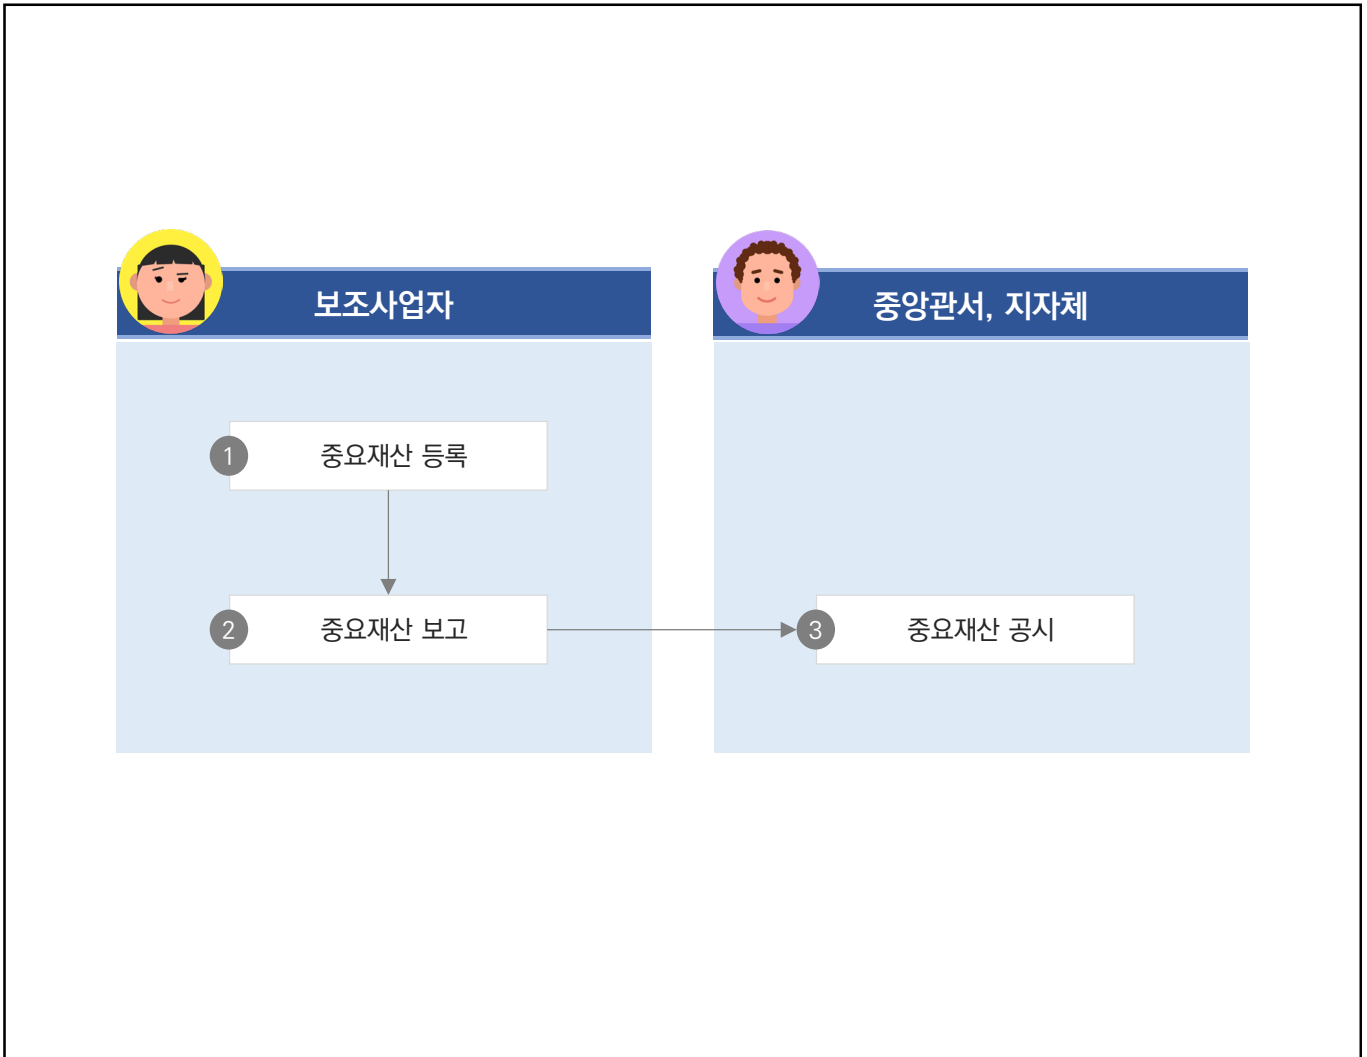 보조사업자
중앙관서, 지자체
1 중요재산 등록
2 중요재산 보고
3 중요재산 공시